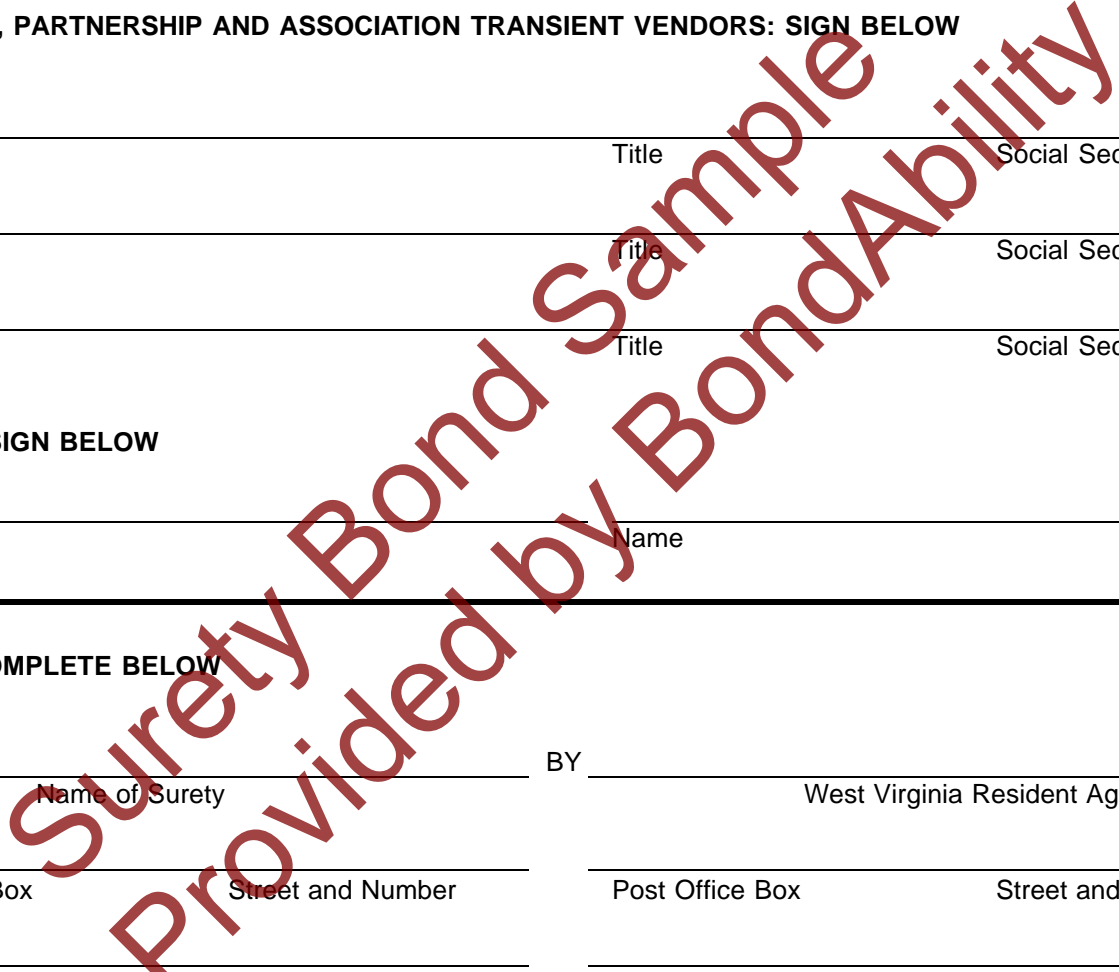 , PARTNERSHIP AND ASSOCIATION TRANSIENT VENDORS: SIGN BELOW
Title Social Sec
Title Social Sec
Title Social Sec
SIGN BELOW
Name
OMPLETE BELOW
BY
Name of Surety West Virginia Resident Ag
Box Street and Number Post Office Box Street and
Surety Bond Sample
Provided by BondAbility